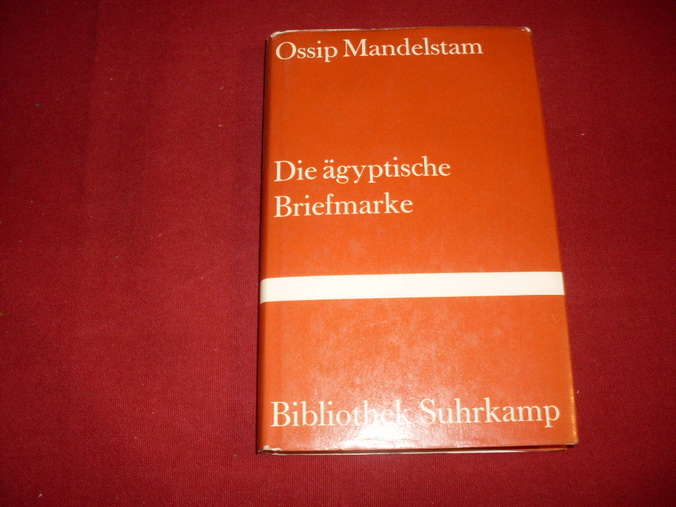 Ossip Mandelstam
Die ägyptische
Briefmarke
Bibliothek Suhrkamp